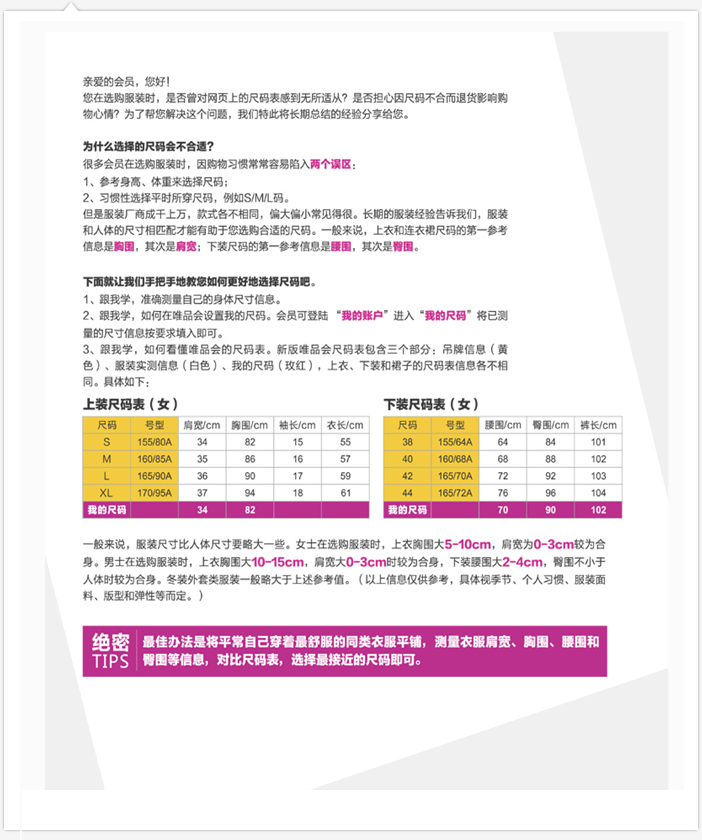 亲爱的会员，您好！
您在选购服装时，是否曾对网页上的尺码表感到无所适从？是否担心因尺码不合而退货影响购
物心情？为了帮您解决这个问题，我们特此将长期总结的经验分享给您。
为什么选择的尺码会不合适？
很多会员在选购服装时，因购物习惯常常容易陷入两个误区：
1、参考身高、体重来选择尺码；
2、习惯性选择平时所穿尺码，例如S/M/L码。
但是服装厂商成千上万，款式各不相同，偏大偏小常见得很。长期的服装经验告诉我们，服装
和人体的尺寸相匹配才能有助于您选购合适的尺码。一般来说，上衣和连衣裙尺码的第一参考
信息是胸围，其次是肩宽；下装尺码的第一参考信息是腰围，其次是臀围。
下面就让我们手把手地教您如何更好地选择尺码吧。
1、跟我学，准确测量自己的身体尺寸信息。
2、跟我学，如何在唯品会设置我的尺码。会员可登陆 “我的账户”进入“我的尺码”将已测
量的尺寸信息按要求填入即可。
3、跟我学，如何看懂唯品会的尺码表。新版唯品会尺码表包含三个部分：吊牌信息（黄
色）、服装实测信息（白色）、我的尺码（玫红），上衣、下装和裙子的尺码表信息各不相
同。具体如下：
上装尺码表（女）
尺码 号型 肩宽/cm 胸围/cm 袖长/cm 衣长/cm
S 155/80A 34 82 15 55
M 160/85A 35 86 16 57
L 165/90A 36 90 17 59
XL 170/95A 37 94 18 61
我的尺码 34 82
下装尺码表（女）
尺码 号型 腰围/cm 臀围/cm 裤长/cm
38 155/64A 64 84 101
40 160/68A 68 88 102
42 165/70A 72 92 103
44 165/72A 76 96 104
我的尺码 70 90 102
一般来说，服装尺寸比人体尺寸要略大一些。女士在选购服装时，上衣胸围大5-10cm，肩宽为0-3cm较为合
身。男士在选购服装时，上衣胸围大10-15cm，肩宽大0-3cm时较为合身，下装腰围大2-4cm，臀围不小于
人体时较为合身。冬装外套类服装一般略大于上述参考值。（以上信息仅供参考，具体视季节、个人习惯、服装面
料、版型和弹性等而定。）
绝密
TIPS
最佳办法是将平常自己穿着最舒服的同类衣服平铺，测量衣服肩宽、胸围、腰围和
臀围等信息，对比尺码表，选择最接近的尺码即可。